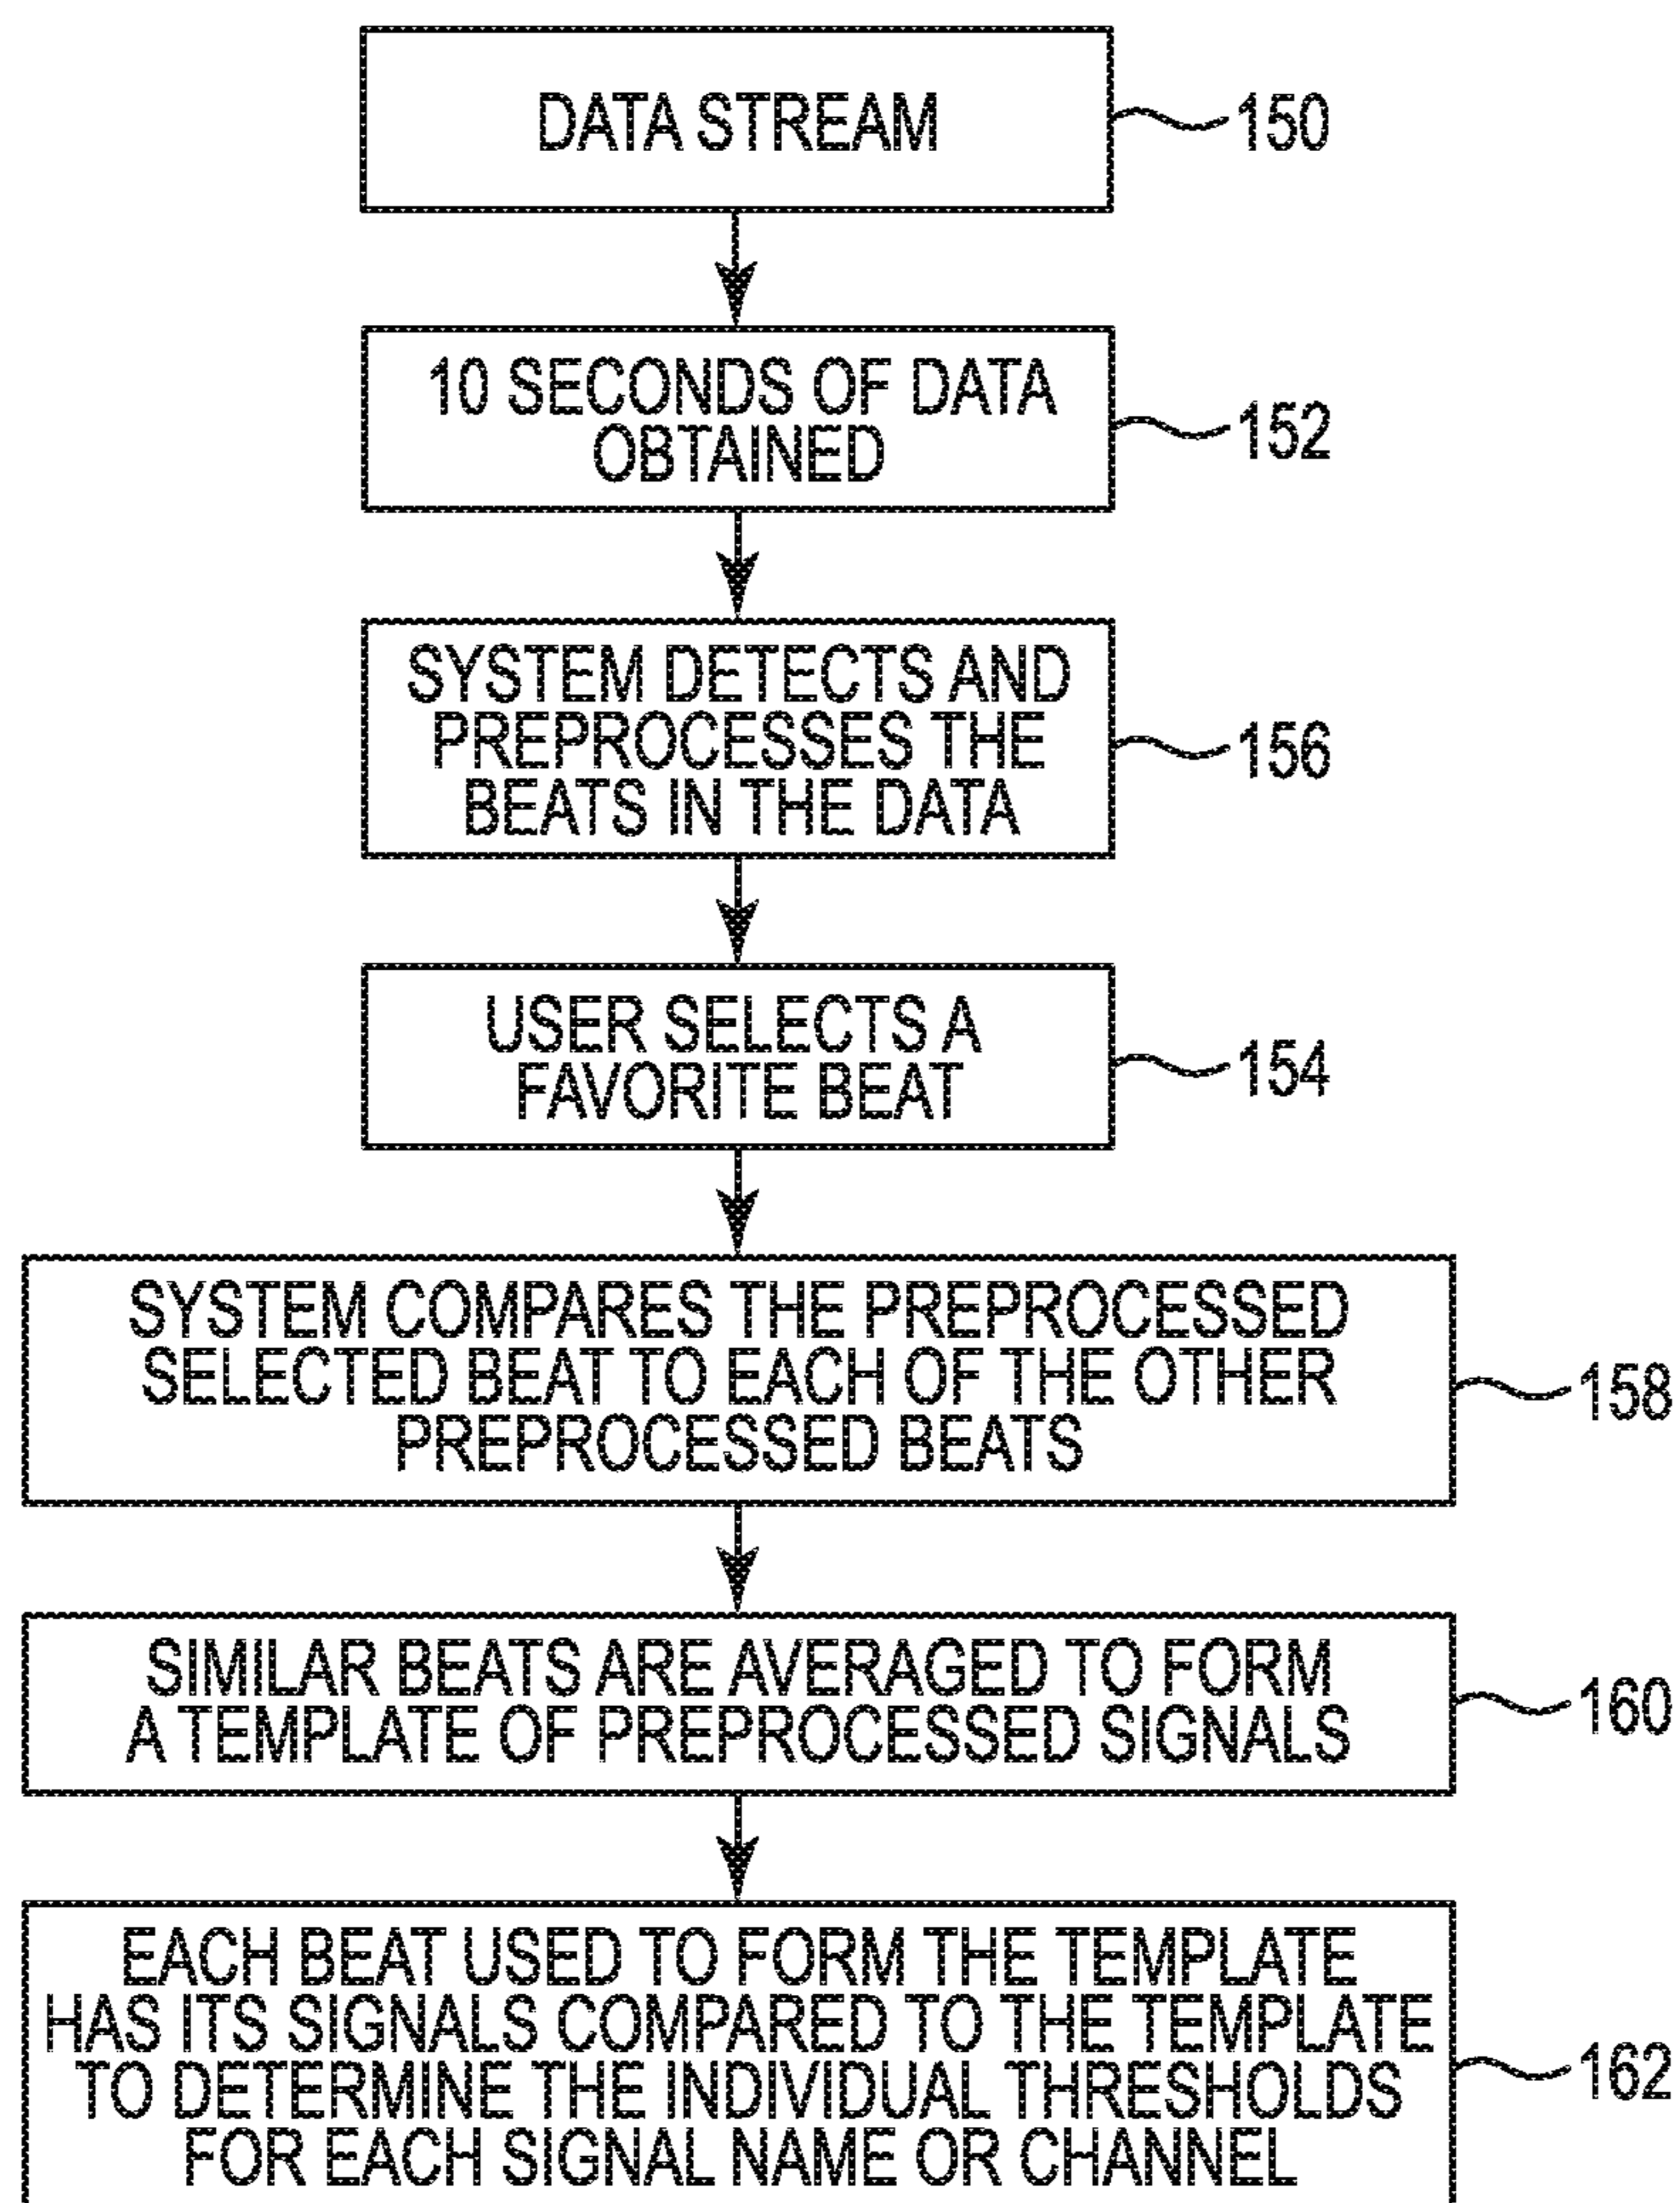 DATA STREAM
150
10 SECONDS OF DATA
OBTAINED
152
SYSTEM DETECTS AND
PREPROCESSES THE
BEATS IN THE DATA
156
USER SELECTS A
FAVORITE BEAT
154
SYSTEM COMPARES THE PREPROCESSED
SELECTED BEAT TO EACH OF THE OTHER
PREPROCESSED BEATS
158
SIMILAR BEATS ARE AVERAGED TO FORM
A TEMPLATE OF PREPROCESSED SIGNALS
160
EACH BEAT USED TO FORM THE TEMPLATE
HAS ITS SIGNALS COMPARED TO THE TEMPLATE
TO DETERMINE THE INDIVIDUAL THRESHOLDS
FOR EACH SIGNAL NAME OR CHANNEL
162